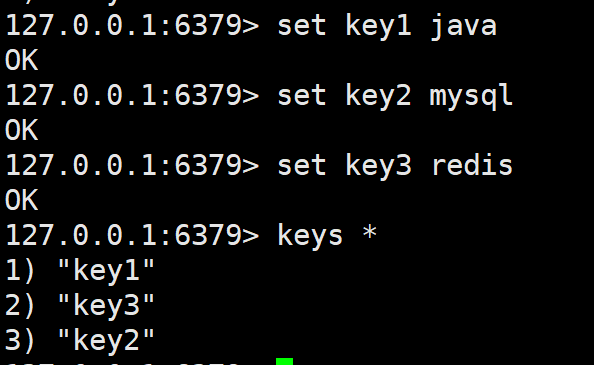 127.0.0.1:6379> set key1 java
OK
127.0.0.1:6379> set key2 mysql
OK
127.0.0.1:6379> set key3 redis
OK
127.0.0.1:6379> keys *
1) "key1"
2) "key3"
3) "key2"